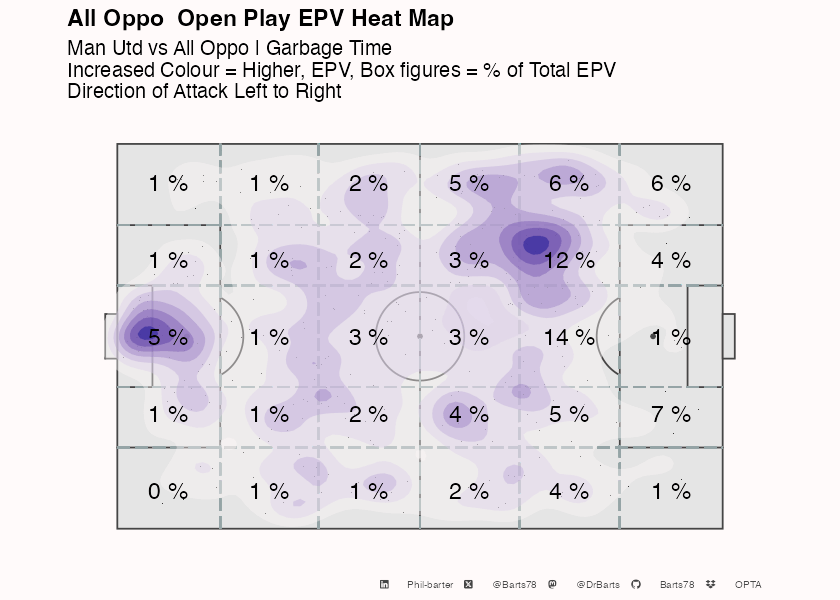 All Oppo  Open Play EPV Heat Map
Man Utd vs All Oppo | Garbage Time
Increased Colour = Higher, EPV, Box figures = % of Total EPV
Direction of Attack Left to Right
1 % 1 % 2 % 5 % 6 % 6 %
1 % 1 % 2 % 3 % 12 % 4 %
5 % 1 % 3 % 3 % 14 % 1 %
1 % 1 % 2 % 4 % 5 % 7 %
0 % 1 % 1 % 2 % 4 % 1 %
Phil-barter @Barts78 @DrBarts Barts78 OPTA